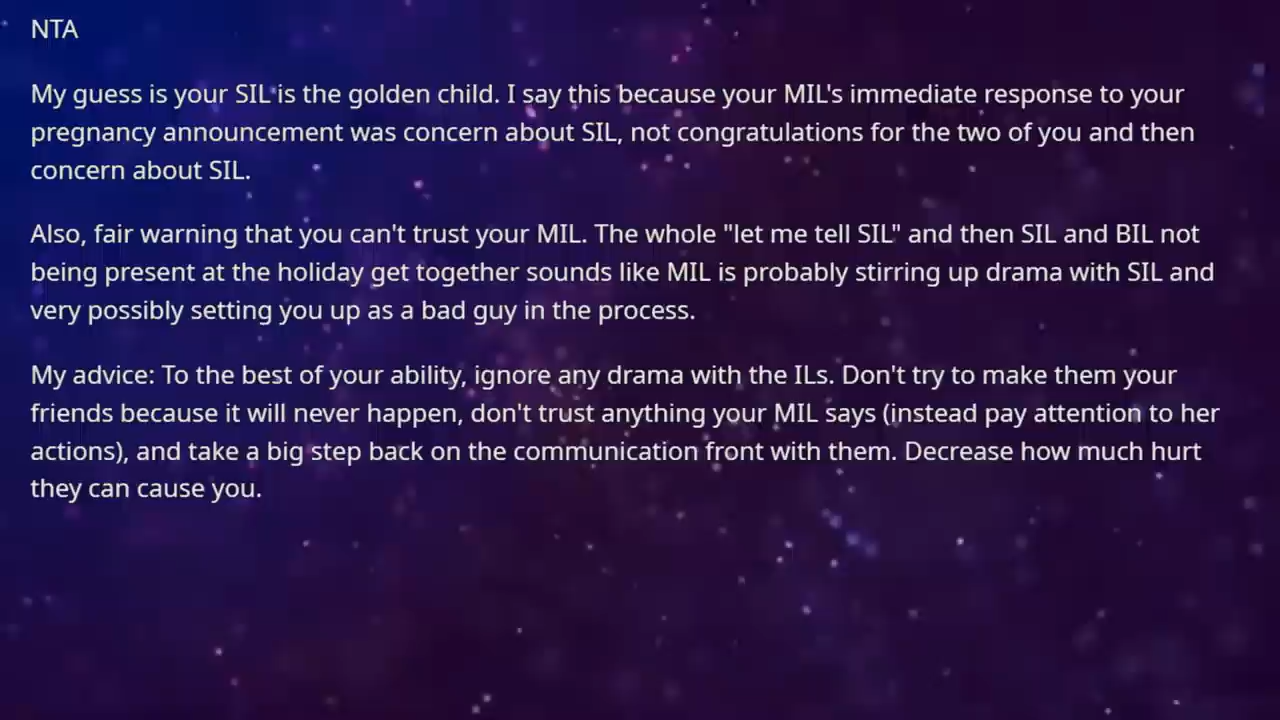 NTA
My guess is your SIL is the golden child. I say this because your MIL's immediate response to your
pregnancy announcement was concern about SIL, not congratulations for the two of you and then
concern about SIL.
Also, fair warning that you can't trust your MIL. The whole "let me tell SIL" and then SIL and BIL not
being present at the holiday get together sounds like MIL is probably stirring up drama with SIL and
very possibly setting you up as a bad guy in the process.
My advice: To the best of your ability, ignore any drama with the ILs. Don't try to make them your
friends because it will never happen, don't trust anything your MIL says (instead pay attention to her
actions), and take a big step back on the communication front with them. Decrease how much hurt
they can cause you.